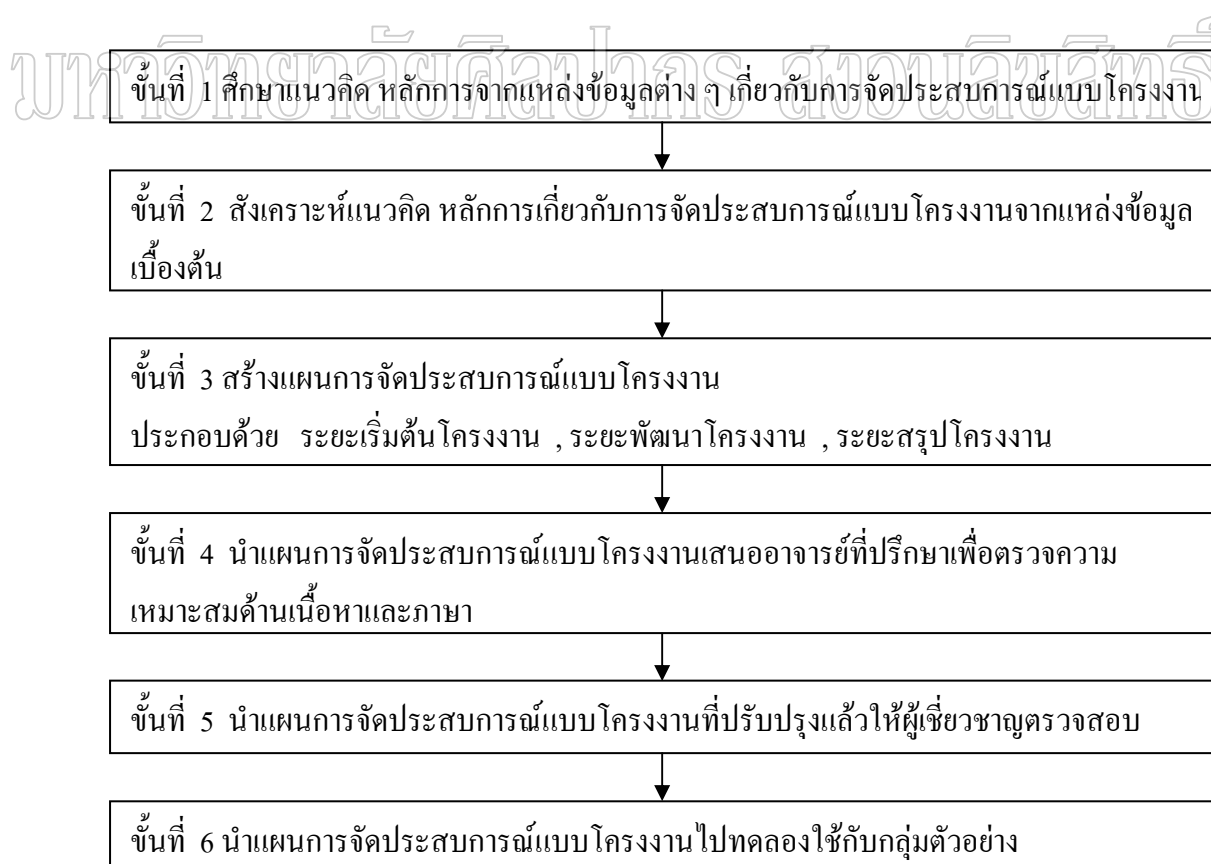 มหาวิทยาลัยศิลปากร สงวนลิขสิทธิ์
ขั้นที่ 1 ศึกษาแนวคิด หลักการจากแหล่งข้อมูลต่าง ๆ เกี่ยวกับการจัดประสบการณ์แบบโครงงาน
ขั้นที่ 2 สังเคราะห์แนวคิด หลักการเกี่ยวกับการจัดประสบการณ์แบบโครงงานจากแหล่งข้อมูล
เบื้องต้น
ขั้นที่ 3 สร้างแผนการจัดประสบการณ์แบบโครงงาน
ประกอบด้วย ระยะเริ่มต้นโครงงาน , ระยะพัฒนาโครงงาน , ระยะสรุปโครงงาน
ขั้นที่ 4 นำแผนการจัดประสบการณ์แบบโครงงานเสนออาจารย์ที่ปรึกษาเพื่อตรวจความ
เหมาะสมด้านเนื้อหาและภาษา
ขั้นที่ 5 นำแผนการจัดประสบการณ์แบบโครงงานที่ปรับปรุงแล้วให้ผู้เชี่ยวชาญตรวจสอบ
ขั้นที่ 6 นำแผนการจัดประสบการณ์แบบโครงงานไปทดลองใช้กับกลุ่มตัวอย่าง